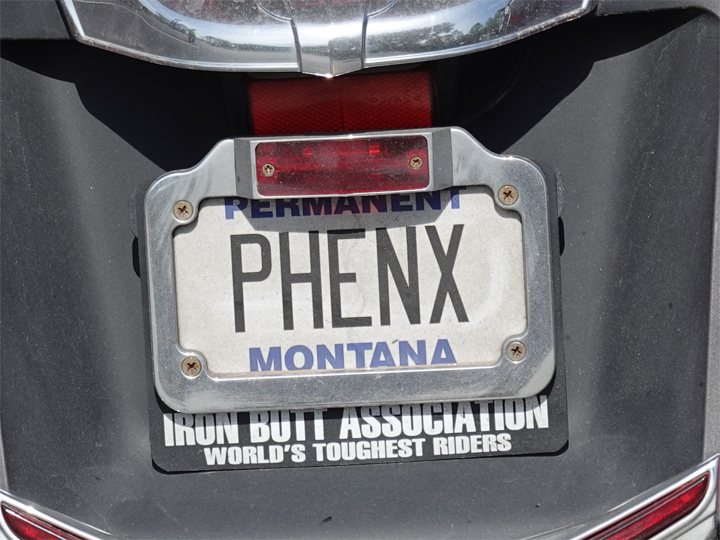 PERMANENT
PHENX
MONTANA
IRON BUTT ASSOCIATION
WORLD'S TOUGHEST RIDERS